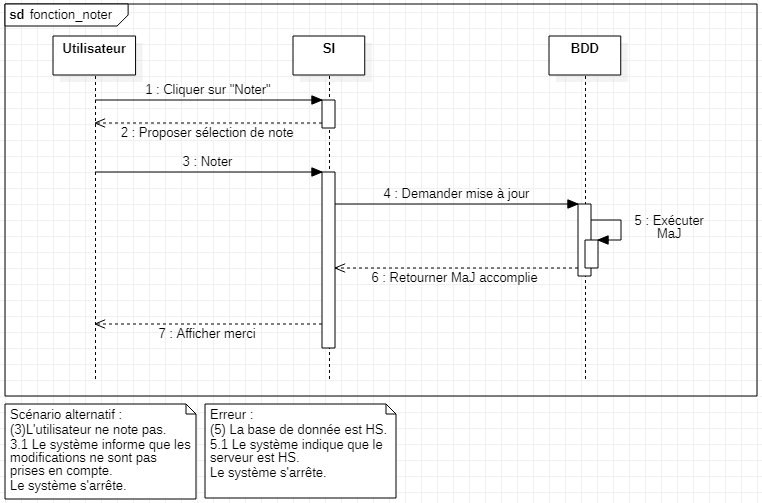 sd fonction_noter
Utilisateur
SI
BDD
1 : Cliquer sur "Noter"
2 : Proposer sélection de note
3 : Noter
4 : Demander mise à jour
5 : Exécuter
MaJ
6 : Retourner MaJ accomplie
7 : Afficher merci
Scénario alternatif :
(3)L'utilisateur ne note pas.
3.1 Le système informe que les
modifications ne sont pas
prises en compte.
Le système s'arrête.
Erreur :
(5) La base de donnée est HS.
5.1 Le système indique que le
serveur est HS.
Le système s'arrête.